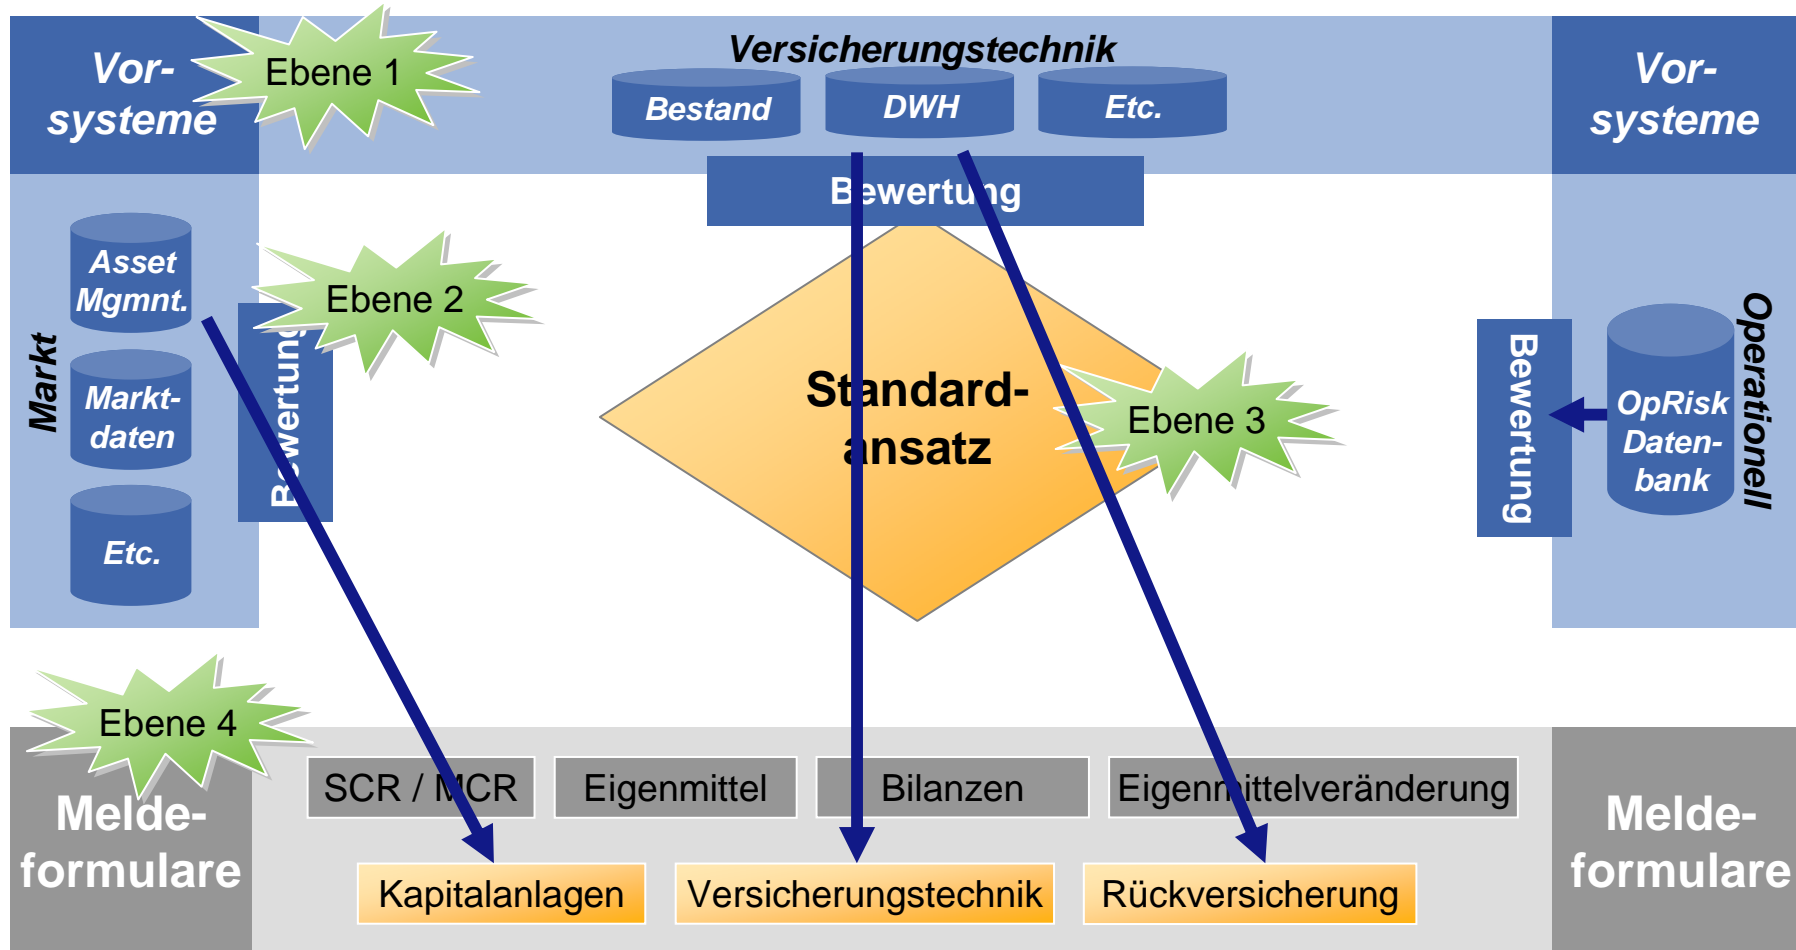 Vor-
systeme
Ebene 1
Versicherungstechnik
Bestand
DWH
Etc.
Vor-
systeme
Bewertung
Markt
Asset
Mgmnt.
Markt-
daten
Etc.
Bewertung
Ebene 2
Standard-
ansatz
Ebene 3
Bewertung
OpRisk
Daten-
bank
Operationell
Ebene 4
Melde-
formulare
SCR / MCR
Eigenmittel
Bilanzen
Eigenmittelveränderung
Kapitalanlagen
Versicherungstechnik
Rückversicherung
Melde-
formulare